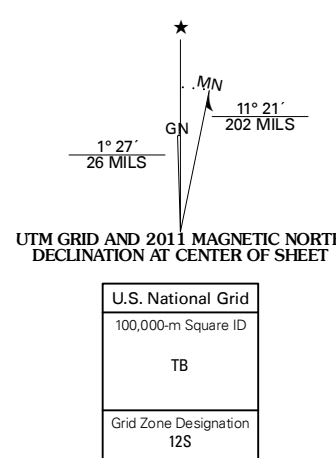 ★
MN
GN
11° 21´
202 MILS
1° 27´
26 MILS
UTM GRID AND 2011 MAGNETIC NORTH
DECLINATION AT CENTER OF SHEET
U.S. National Grid
100,000-m Square ID
TB
Grid Zone Designation
12S